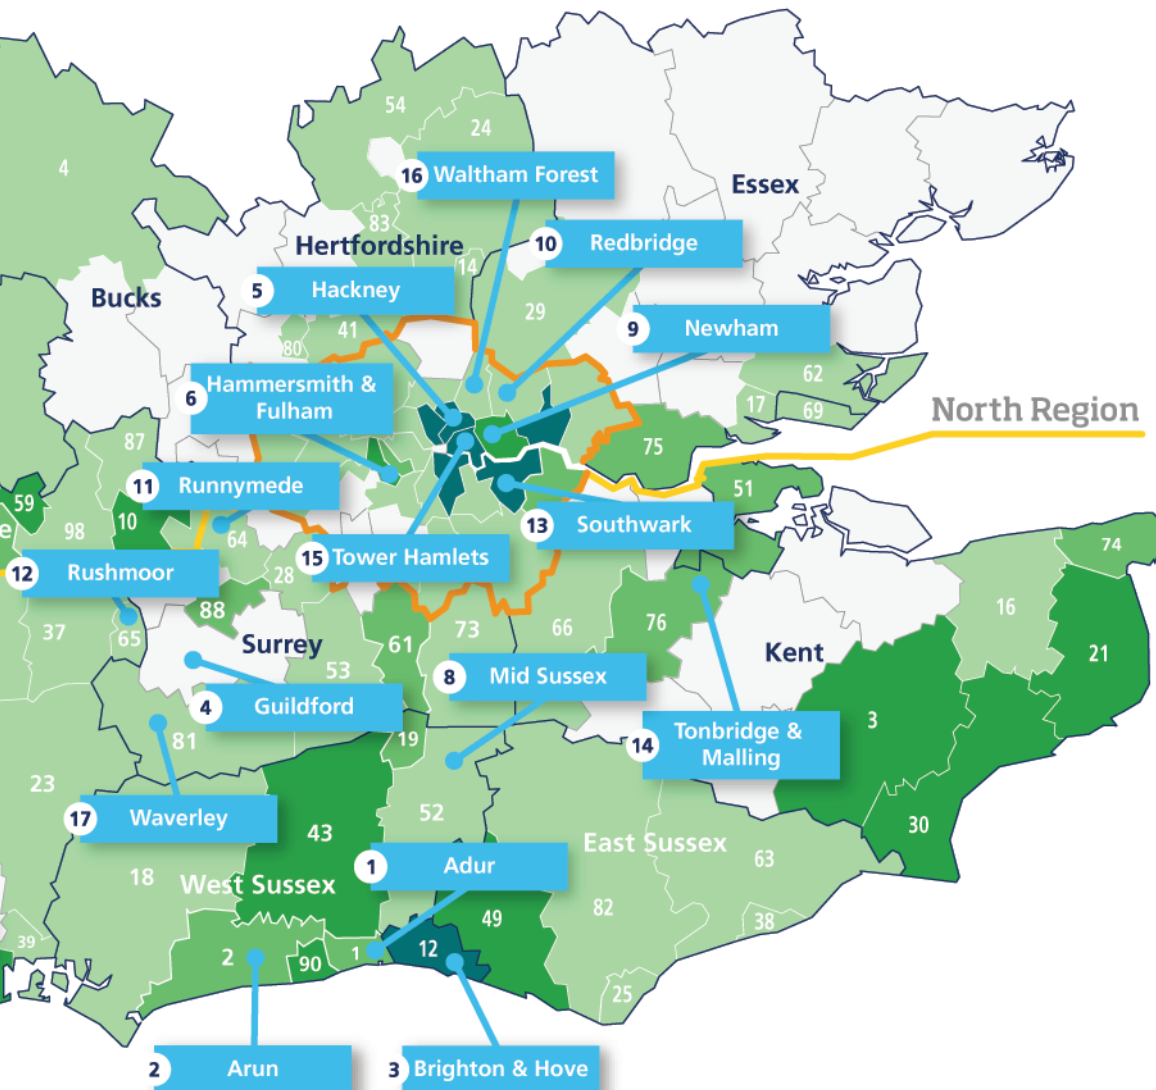 54
24
4
16 Waltham Forest
Essex
83
10 Redbridge
Hertfordshire
14
5 Hackney
Bucks
29
9 Newham
41
80
62
6 Hammersmith &
Fulham
17
69
North Region
87
75
11 Runnymede
51
59
10
98
e
64
13 Southwark
74
15 Tower Hamlets
12 Rushmoor
28
16
88
76
37
65
73
66
61
Surrey
Kent
21
53
8 Mid Sussex
4 Guildford
3
14 Tonbridge &
Malling
19
81
23
52
17 Waverley
43
30
East Sussex
63
1 Adur
18
West Sussex
82
49
38
39
12
2
90
1
25
2 Arun
3 Brighton & Hove